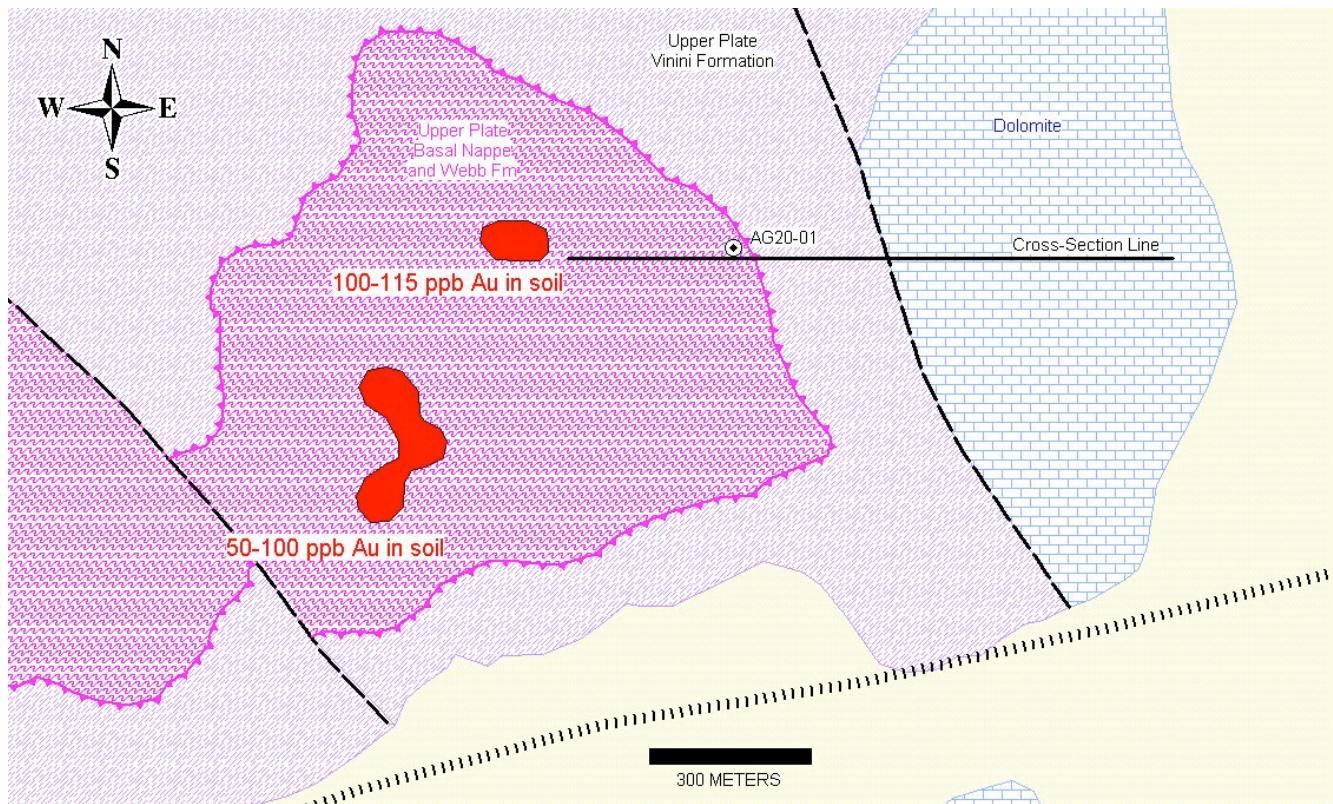 N
W
E
S
Upper Plate
Vinini Formation
Upper Plate
Basal Nappe
and Webb Fm
Dolomite
AG20-01
Cross-Section Line
100-115 ppb Au in soil
50-100 ppb Au in soil
300 METERS